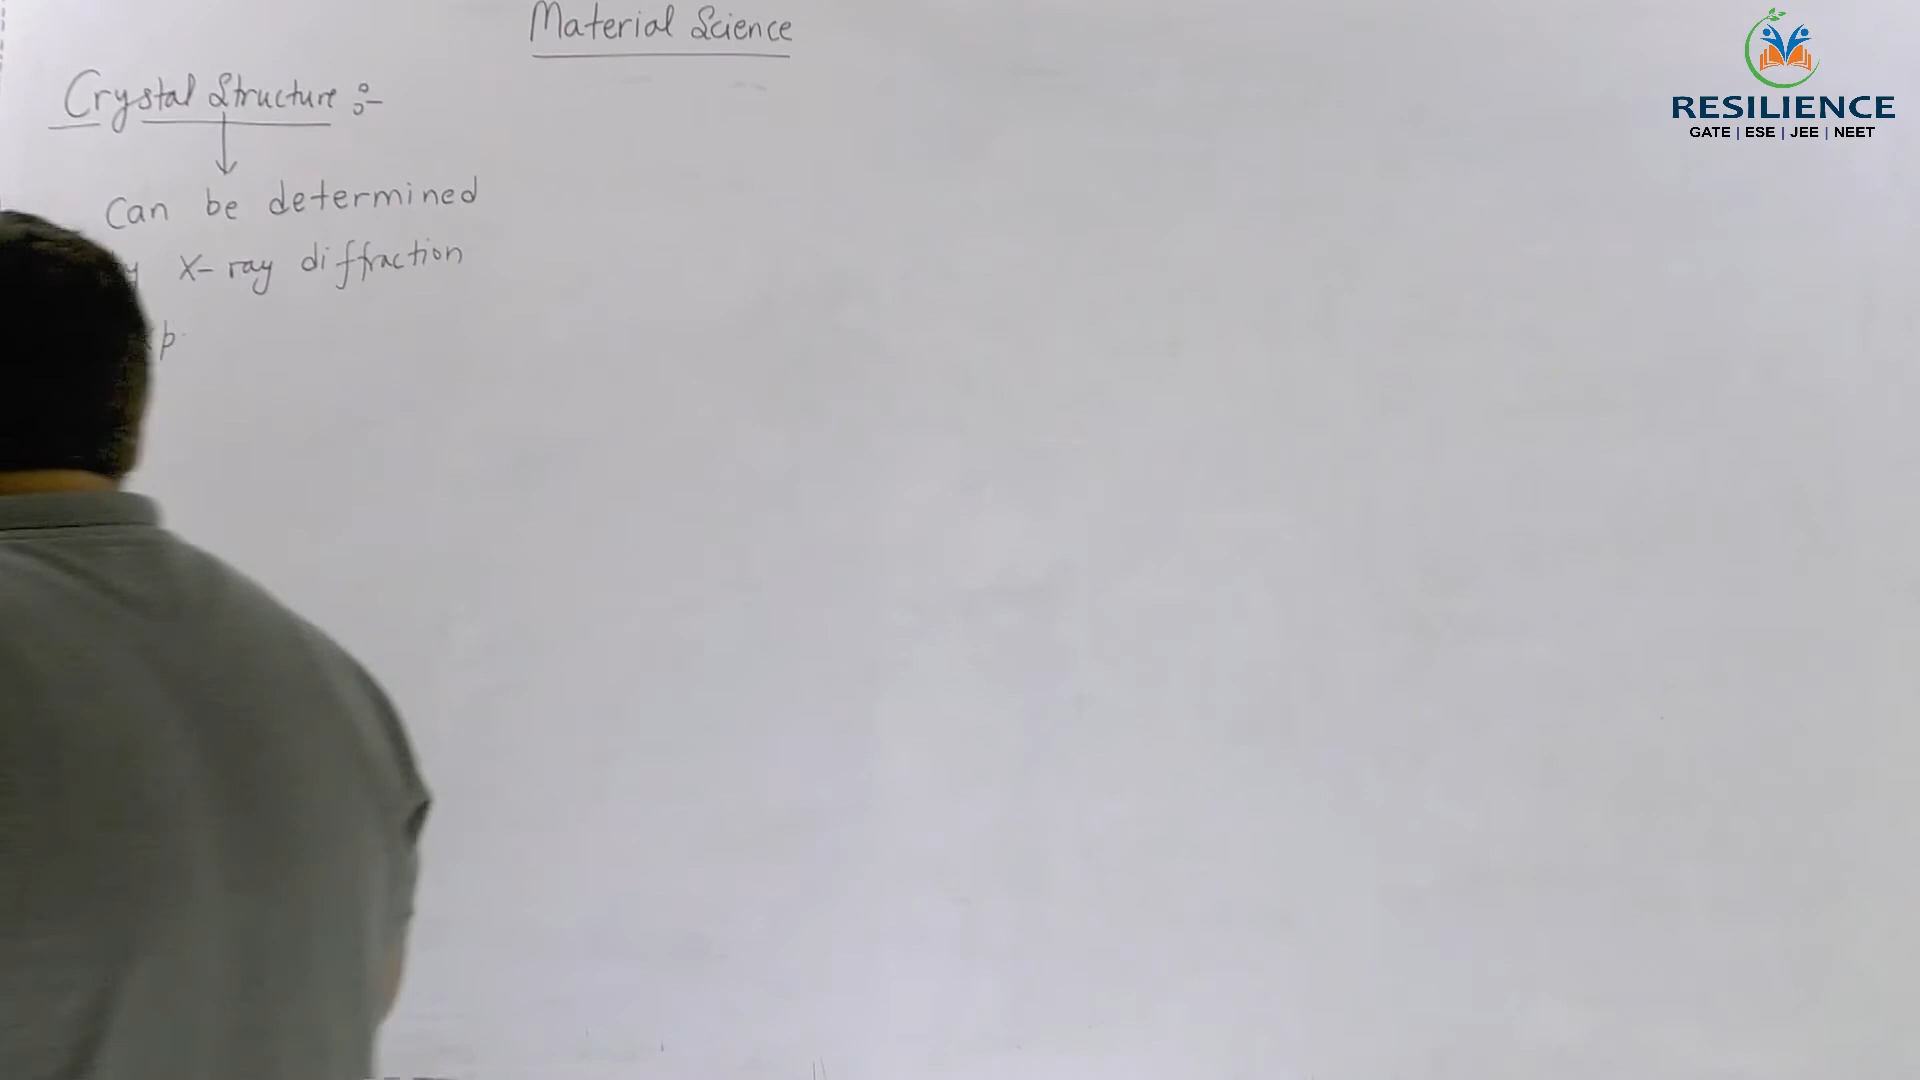 Material Science
Crystal Structure :-
Can be determined
X-ray diffraction
RESILIENCE
GATE | ESE | JEE | NEET